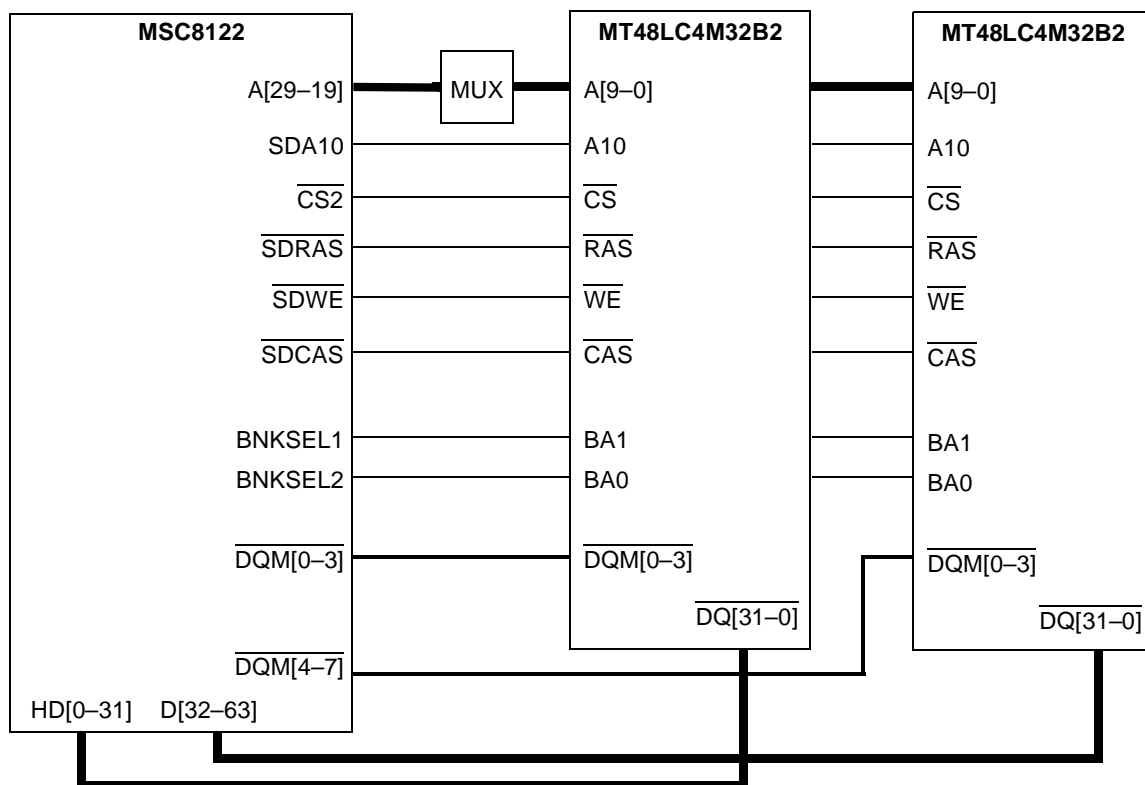 MSC8122
A[29–19]
SDA10
CS2
SDRAS
SDWE
SDCAS
BNKSEL1
BNKSEL2
DQM[0–3]
DQM[4–7]
HD[0–31] D[32–63]
MUX
MT48LC4M32B2
A[9–0]
A10
CS
RAS
WE
CAS
BA1
BA0
DQM[0–3]
DQ[31–0]
MT48LC4M32B2
A[9–0]
A10
CS
RAS
WE
CAS
BA1
BA0
DQM[0–3]
DQ[31–0]